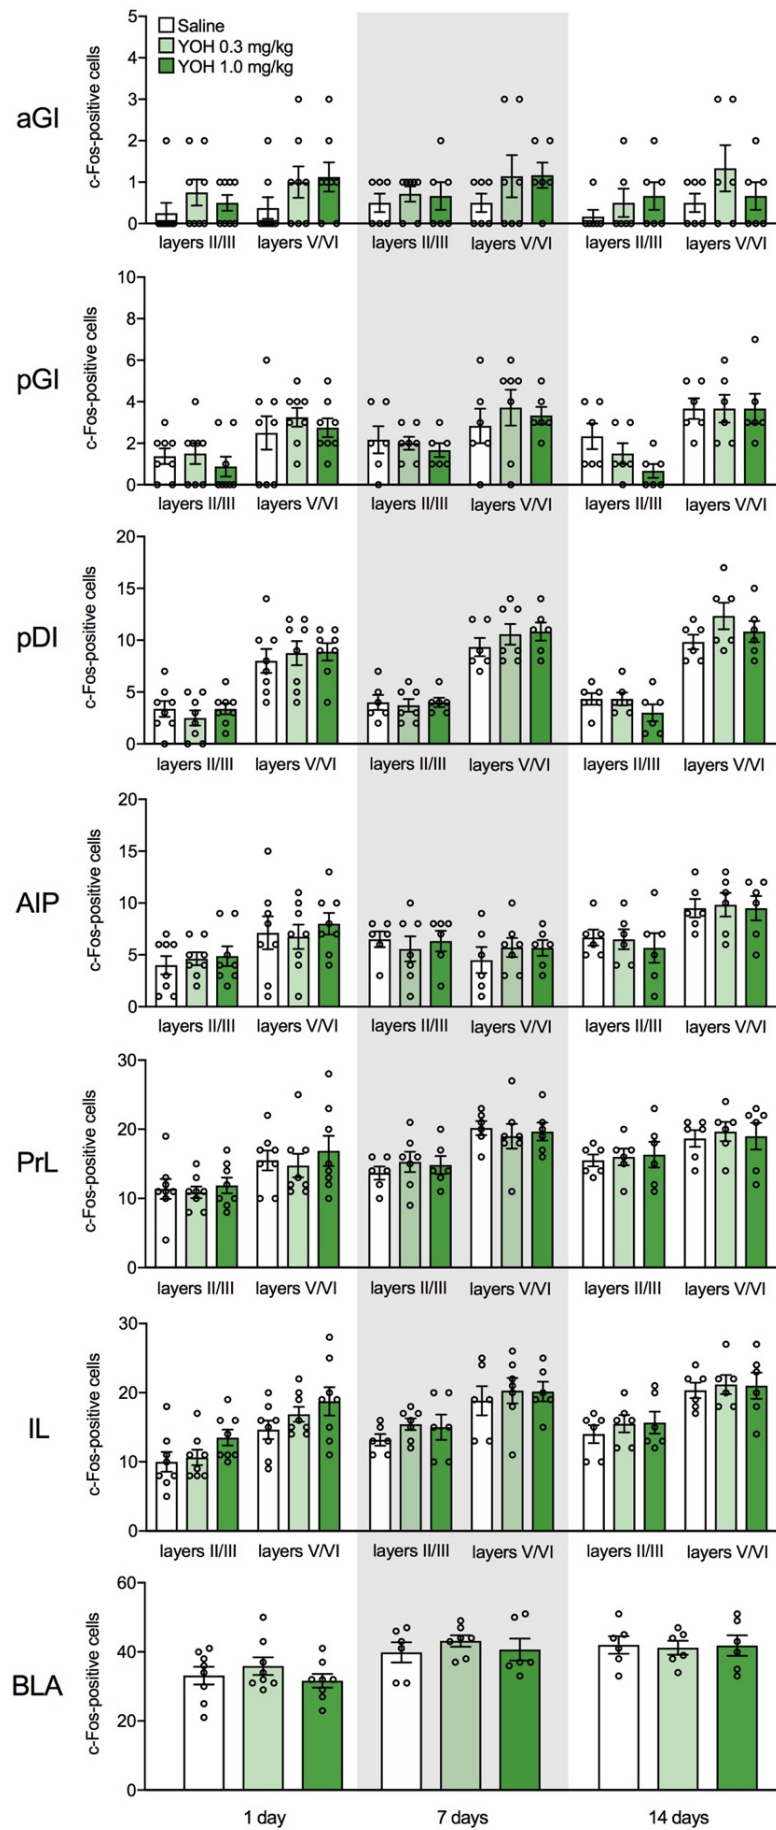 Saline
YOH 0.3 mg/kg
YOH 1.0 mg/kg
aGI
c-Fos-positive cells
5
4
3
2
1
0
layers II/III layers V/VI layers II/III layers V/VI layers II/III layers V/VI
pGI
c-Fos-positive cells
10
8
6
4
2
0
layers II/III layers V/VI layers II/III layers V/VI layers II/III layers V/VI
pDI
c-Fos-positive cells
20
15
10
5
0
layers II/III layers V/VI layers II/III layers V/VI layers II/III layers V/VI
AIP
c-Fos-positive cells
20
15
10
5
0
layers II/III layers V/VI layers II/III layers V/VI layers II/III layers V/VI
PrL
c-Fos-positive cells
30
20
10
0
layers II/III layers V/VI layers II/III layers V/VI layers II/III layers V/VI
IL
c-Fos-positive cells
30
20
10
0
layers II/III layers V/VI layers II/III layers V/VI layers II/III layers V/VI
BLA
c-Fos-positive cells
60
40
20
0
1 day 7 days 14 days